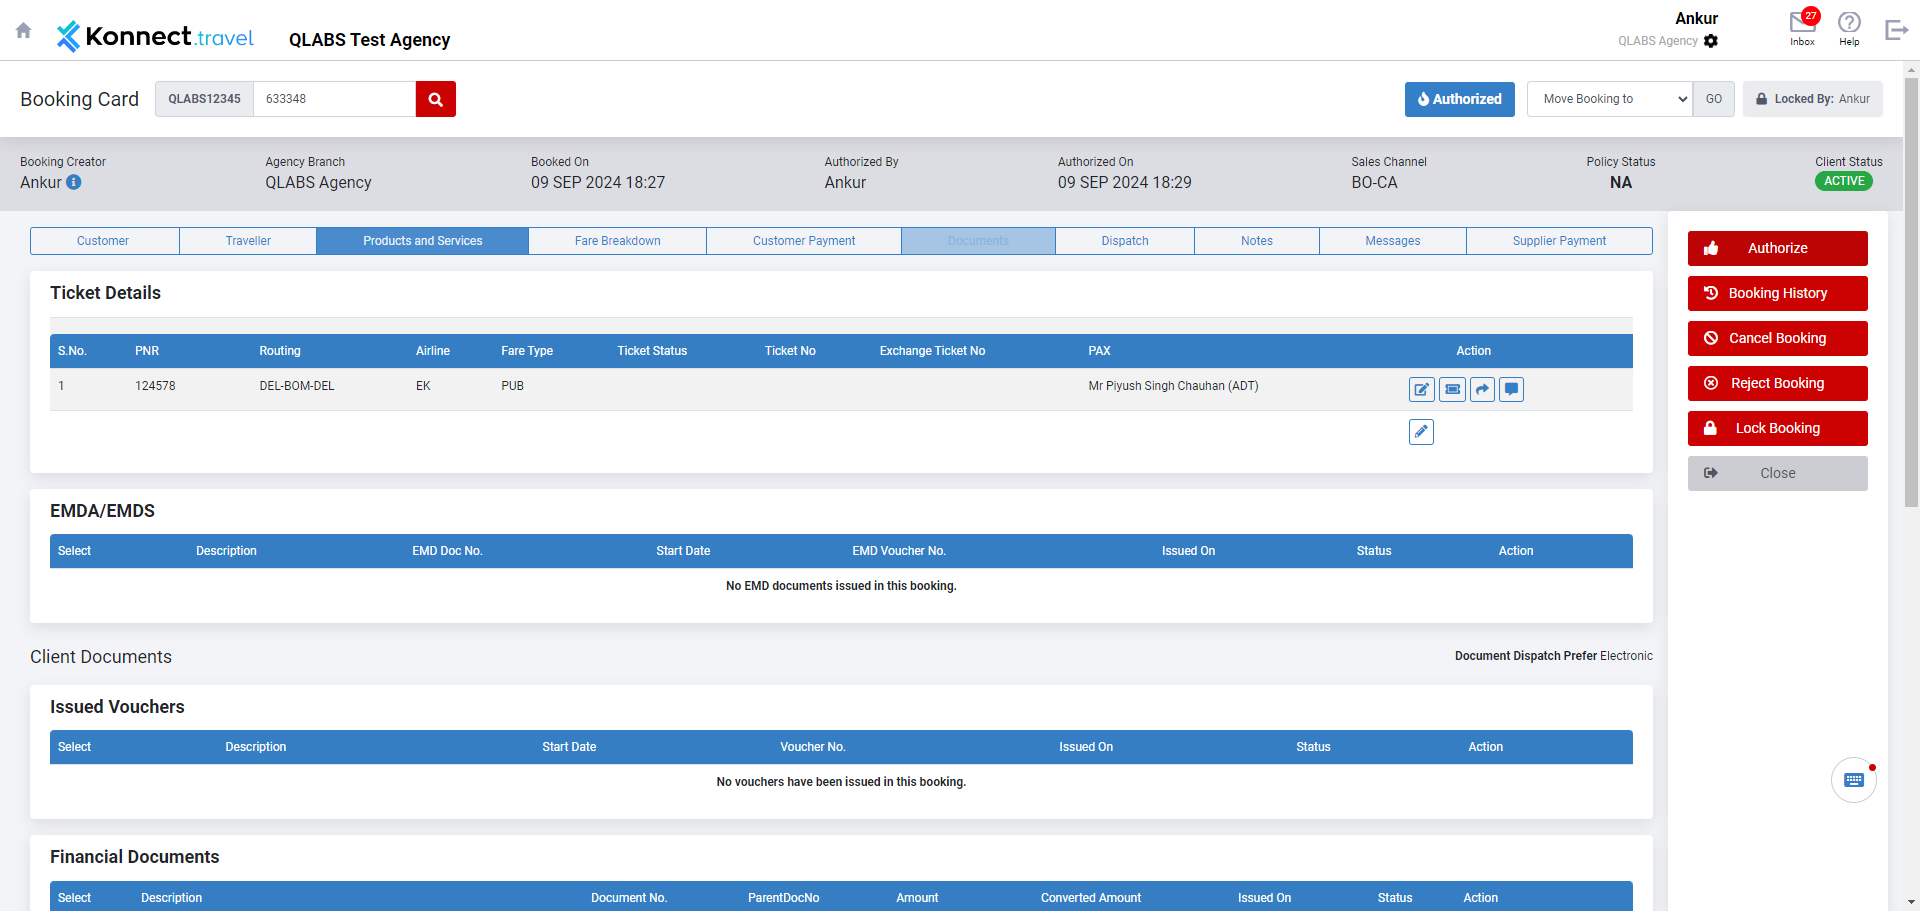 Konnect.travel QLABS Test Agency Ankur
QLABS Agency 27 Inbox Help
Booking Card QLABS12345 633348 Authorized Move Booking to GO Locked By: Ankur
Booking Creator Agency Branch Booked On Authorized By Authorized On Sales Channel Policy Status Client Status
Ankur QLABS Agency 09 SEP 2024 18:27 Ankur 09 SEP 2024 18:29 BO-CA NA ACTIVE
Customer Traveller Products and Services Fare Breakdown Customer Payment Documents Dispatch Notes Messages Supplier Payment
Ticket Details
S.No. PNR Routing Airline Fare Type Ticket Status Ticket No Exchange Ticket No PAX Action
1 124578 DEL-BOM-DEL EK PUB Mr Piyush Singh Chauhan (ADT)
EMDA/EMDS
Select Description EMD Doc No. Start Date EMD Voucher No. Issued On Status Action
No EMD documents issued in this booking.
Client Documents Document Dispatch Prefer Electronic
Issued Vouchers
Select Description Start Date Voucher No. Issued On Status Action
No vouchers have been issued in this booking.
Financial Documents
Select Description Document No. ParentDocNo Amount Converted Amount Issued On Status Action
Authorize
Booking History
Cancel Booking
Reject Booking
Lock Booking
Close